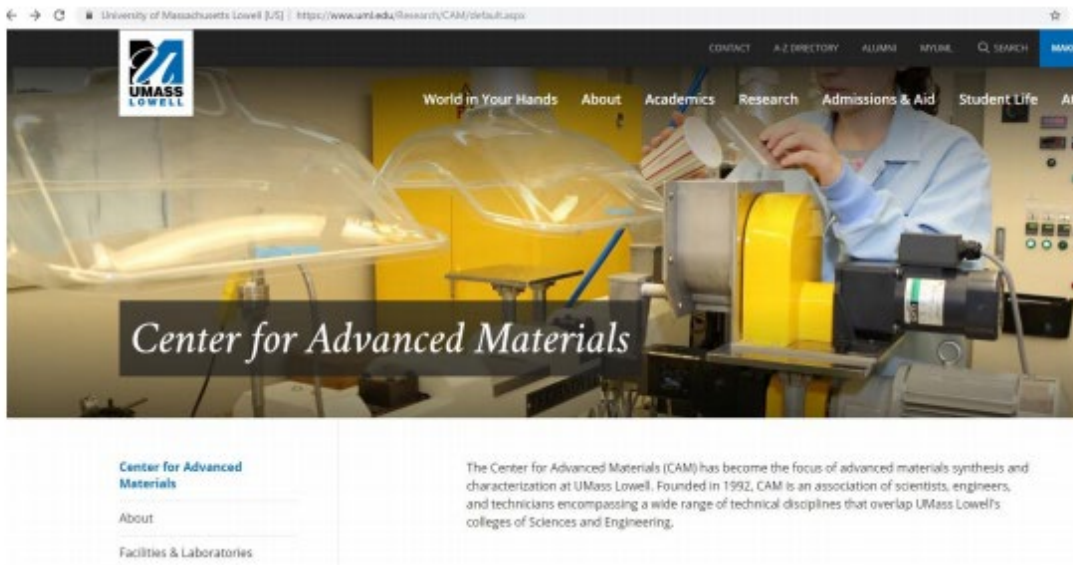 University of Massachusetts Lowell [US] | https://www.uml.edu/Research/CAM/default.aspx
CONTACT A-Z DIRECTORY ALUMNI MYUML SEARCH
UMASS
LOWELL
World in Your Hands About Academics Research Admissions & Aid Student Life
Center for Advanced Materials
Center for Advanced
Materials
About
Facilities & Laboratories
The Center for Advanced Materials (CAM) has become the focus of advanced materials synthesis and
characterization at UMass Lowell. Founded in 1992, CAM is an association of scientists, engineers,
and technicians encompassing a wide range of technical disciplines that overlap UMass Lowell's
colleges of Sciences and Engineering.